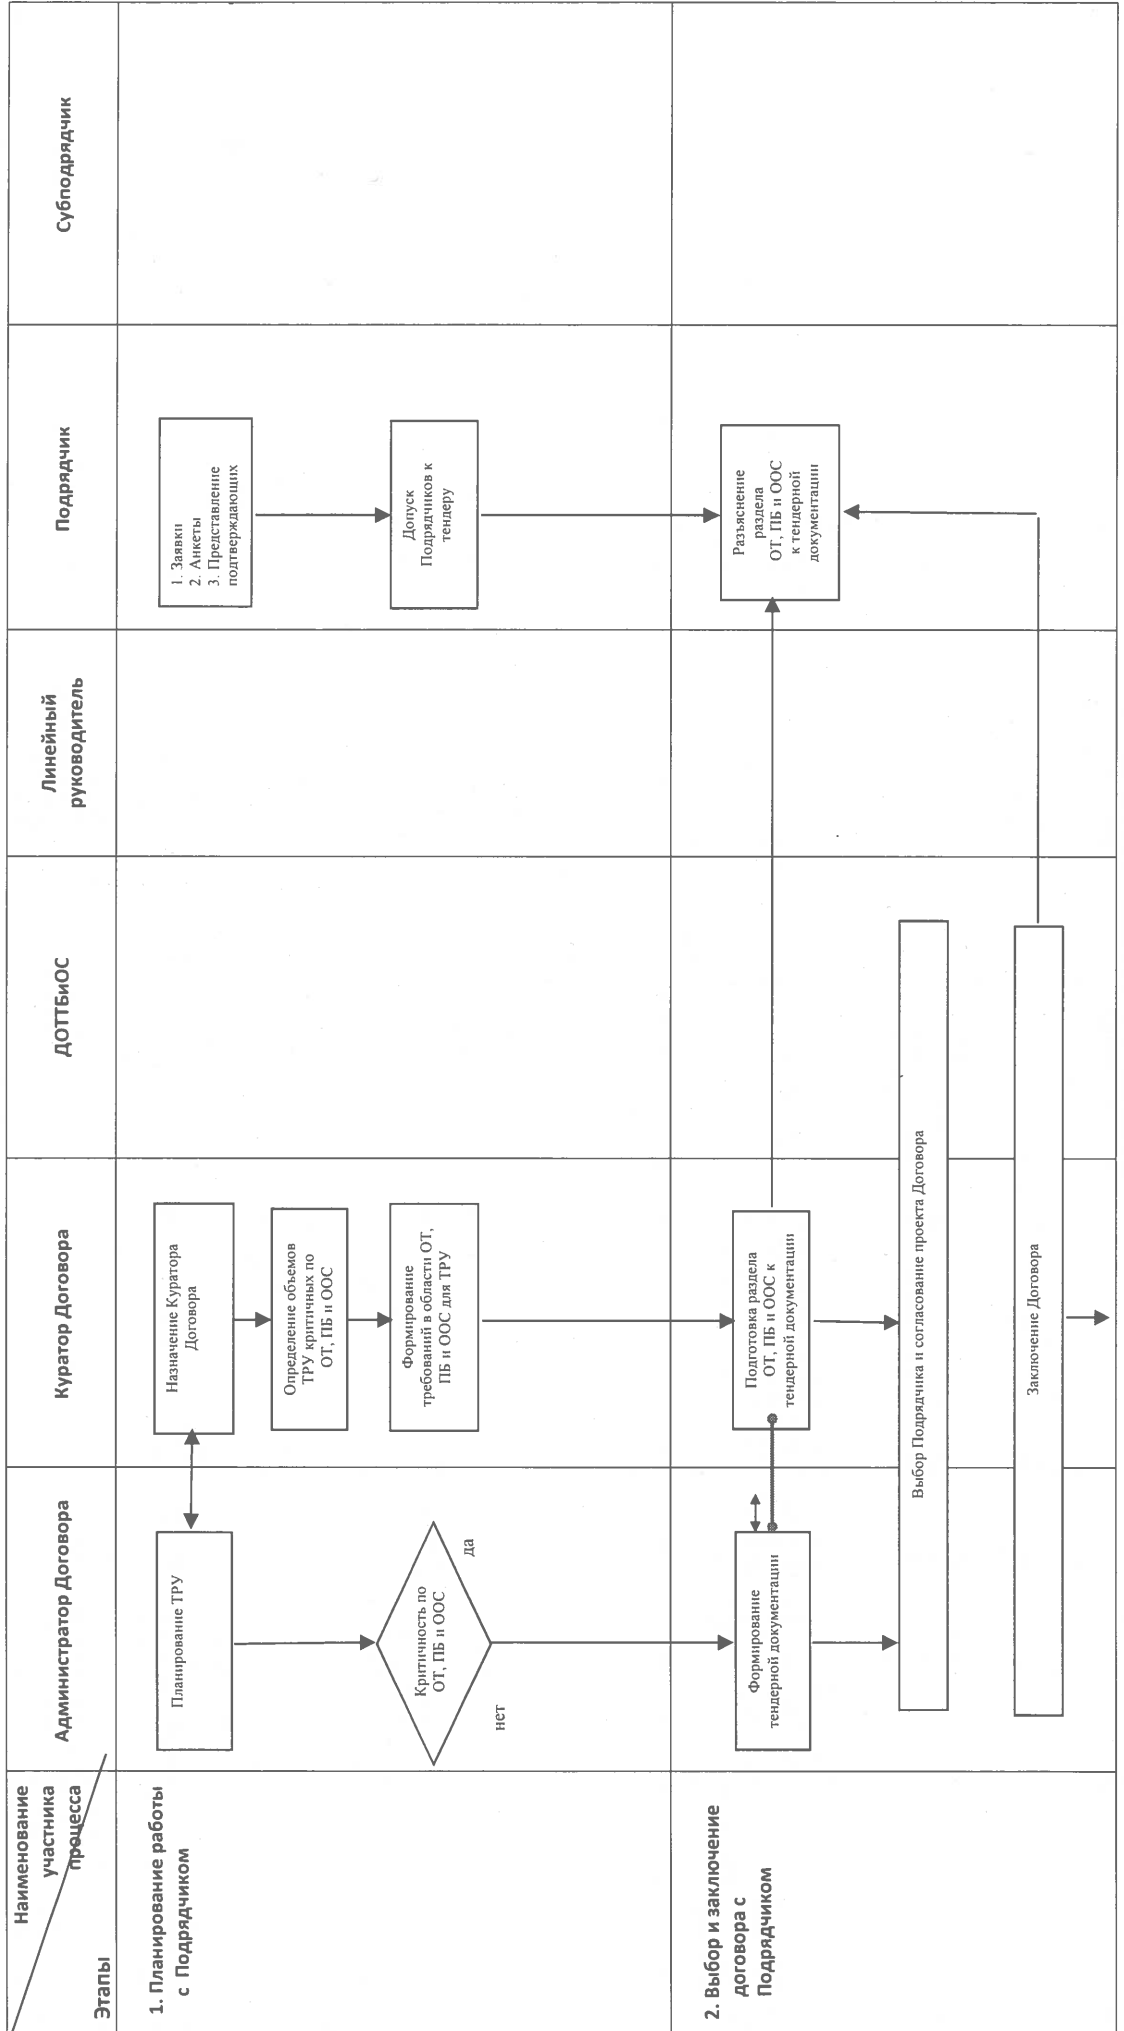 Наименование
участника
процесса
Этапы
Администратор Договора
Куратор Договора
ДОТТБиОС
Линейный
руководитель
Подрядчик
Субподрядчик
1. Планирование работы
с Подрядчиком
Планирование ТРУ
Критичность по
ОТ, ПБ и ООС
нет
да
Назначение Куратора
Договора
Определение объемов
ТРУ критичных по
ОТ, ПБ и ООС
Формирование
требований в области ОТ,
ПБ и ООС для ТРУ
1. Заявки
2. Анкеты
3. Представление
подтверждающих
Допуск
Подрядчиков к
тендеру
2. Выбор и заключение
договора с
Подрядчиком
Формирование
тендерной документации
Подготовка раздела
ОТ, ПБ и ООС к
тендерной документации
Разъяснение
раздела
ОТ, ПБ и ООС
к тендерной
документации
Выбор Подрядчика и согласование проекта Договора
Заключение Договора